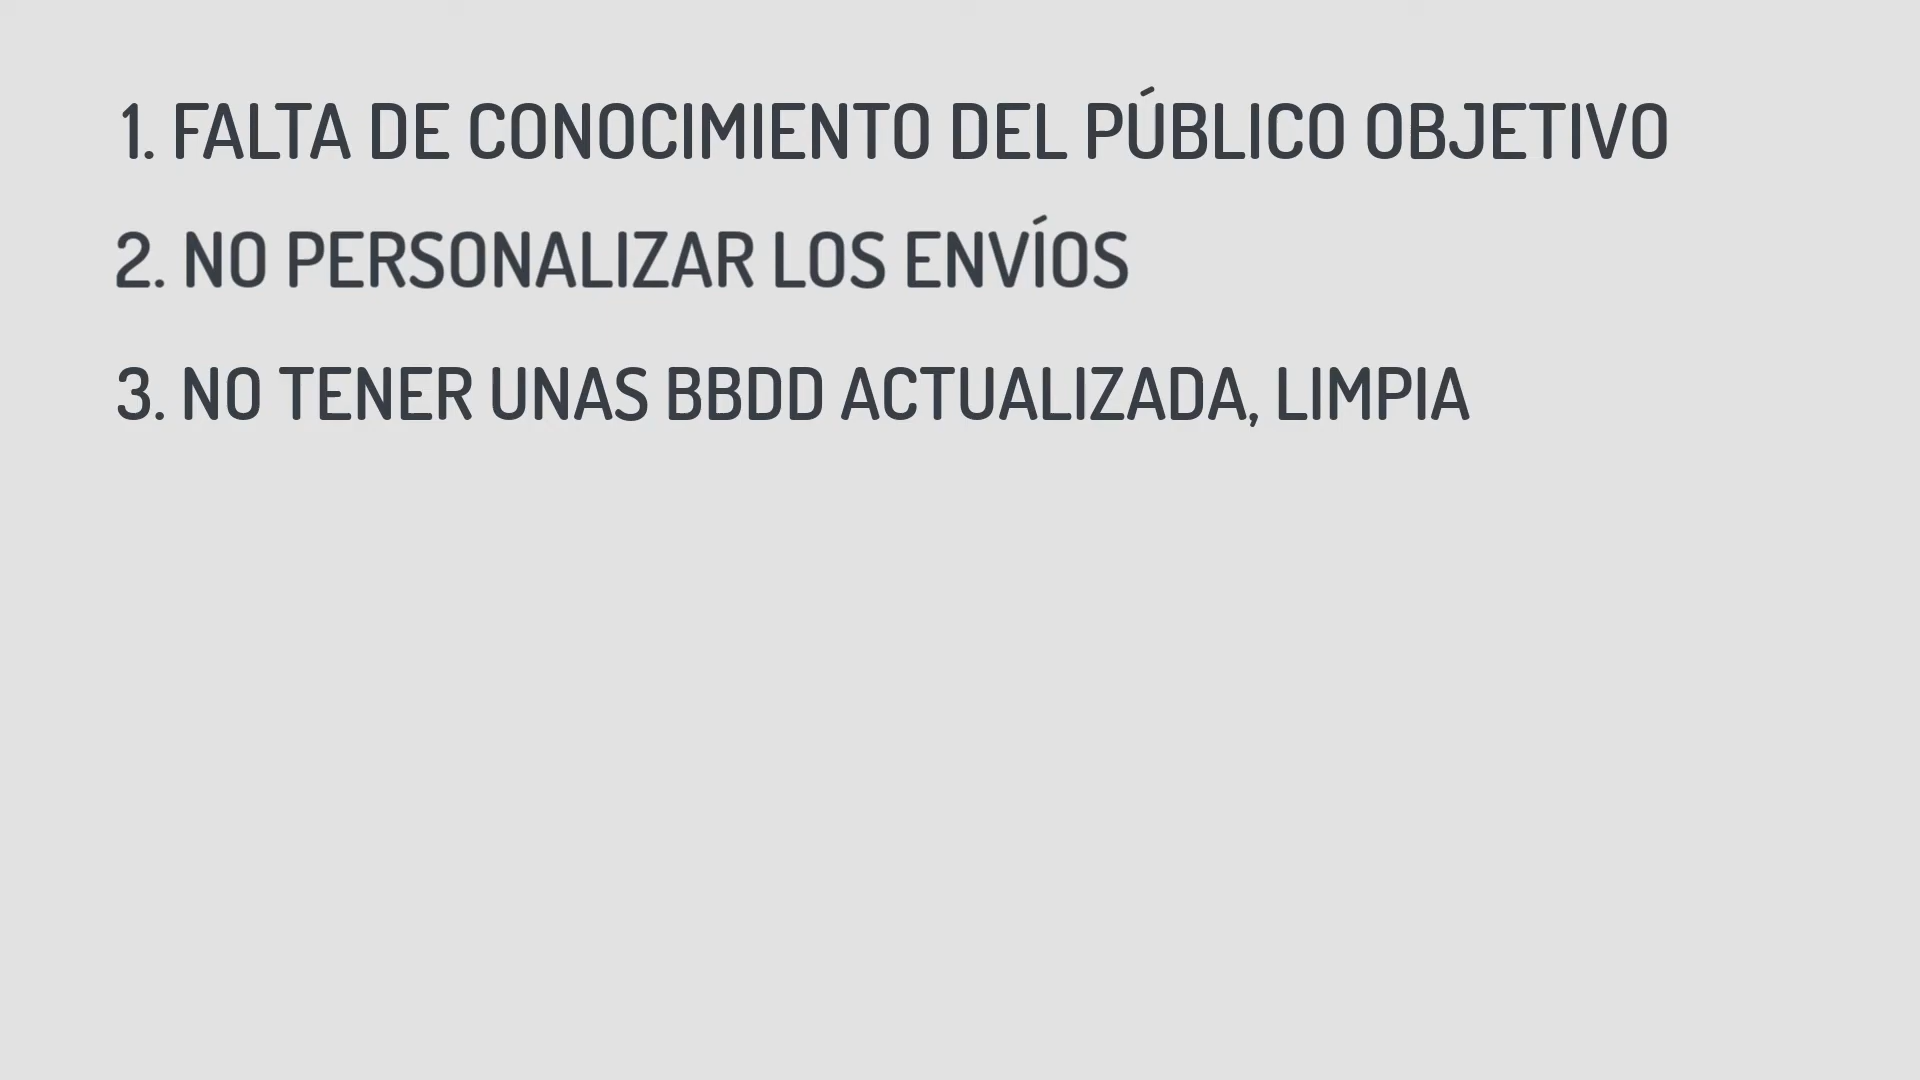 1. FALTA DE CONOCIMIENTO DEL PÚBLICO OBJETIVO
2. NO PERSONALIZAR LOS ENVÍOS
3. NO TENER UNAS BBDD ACTUALIZADA, LIMPIA